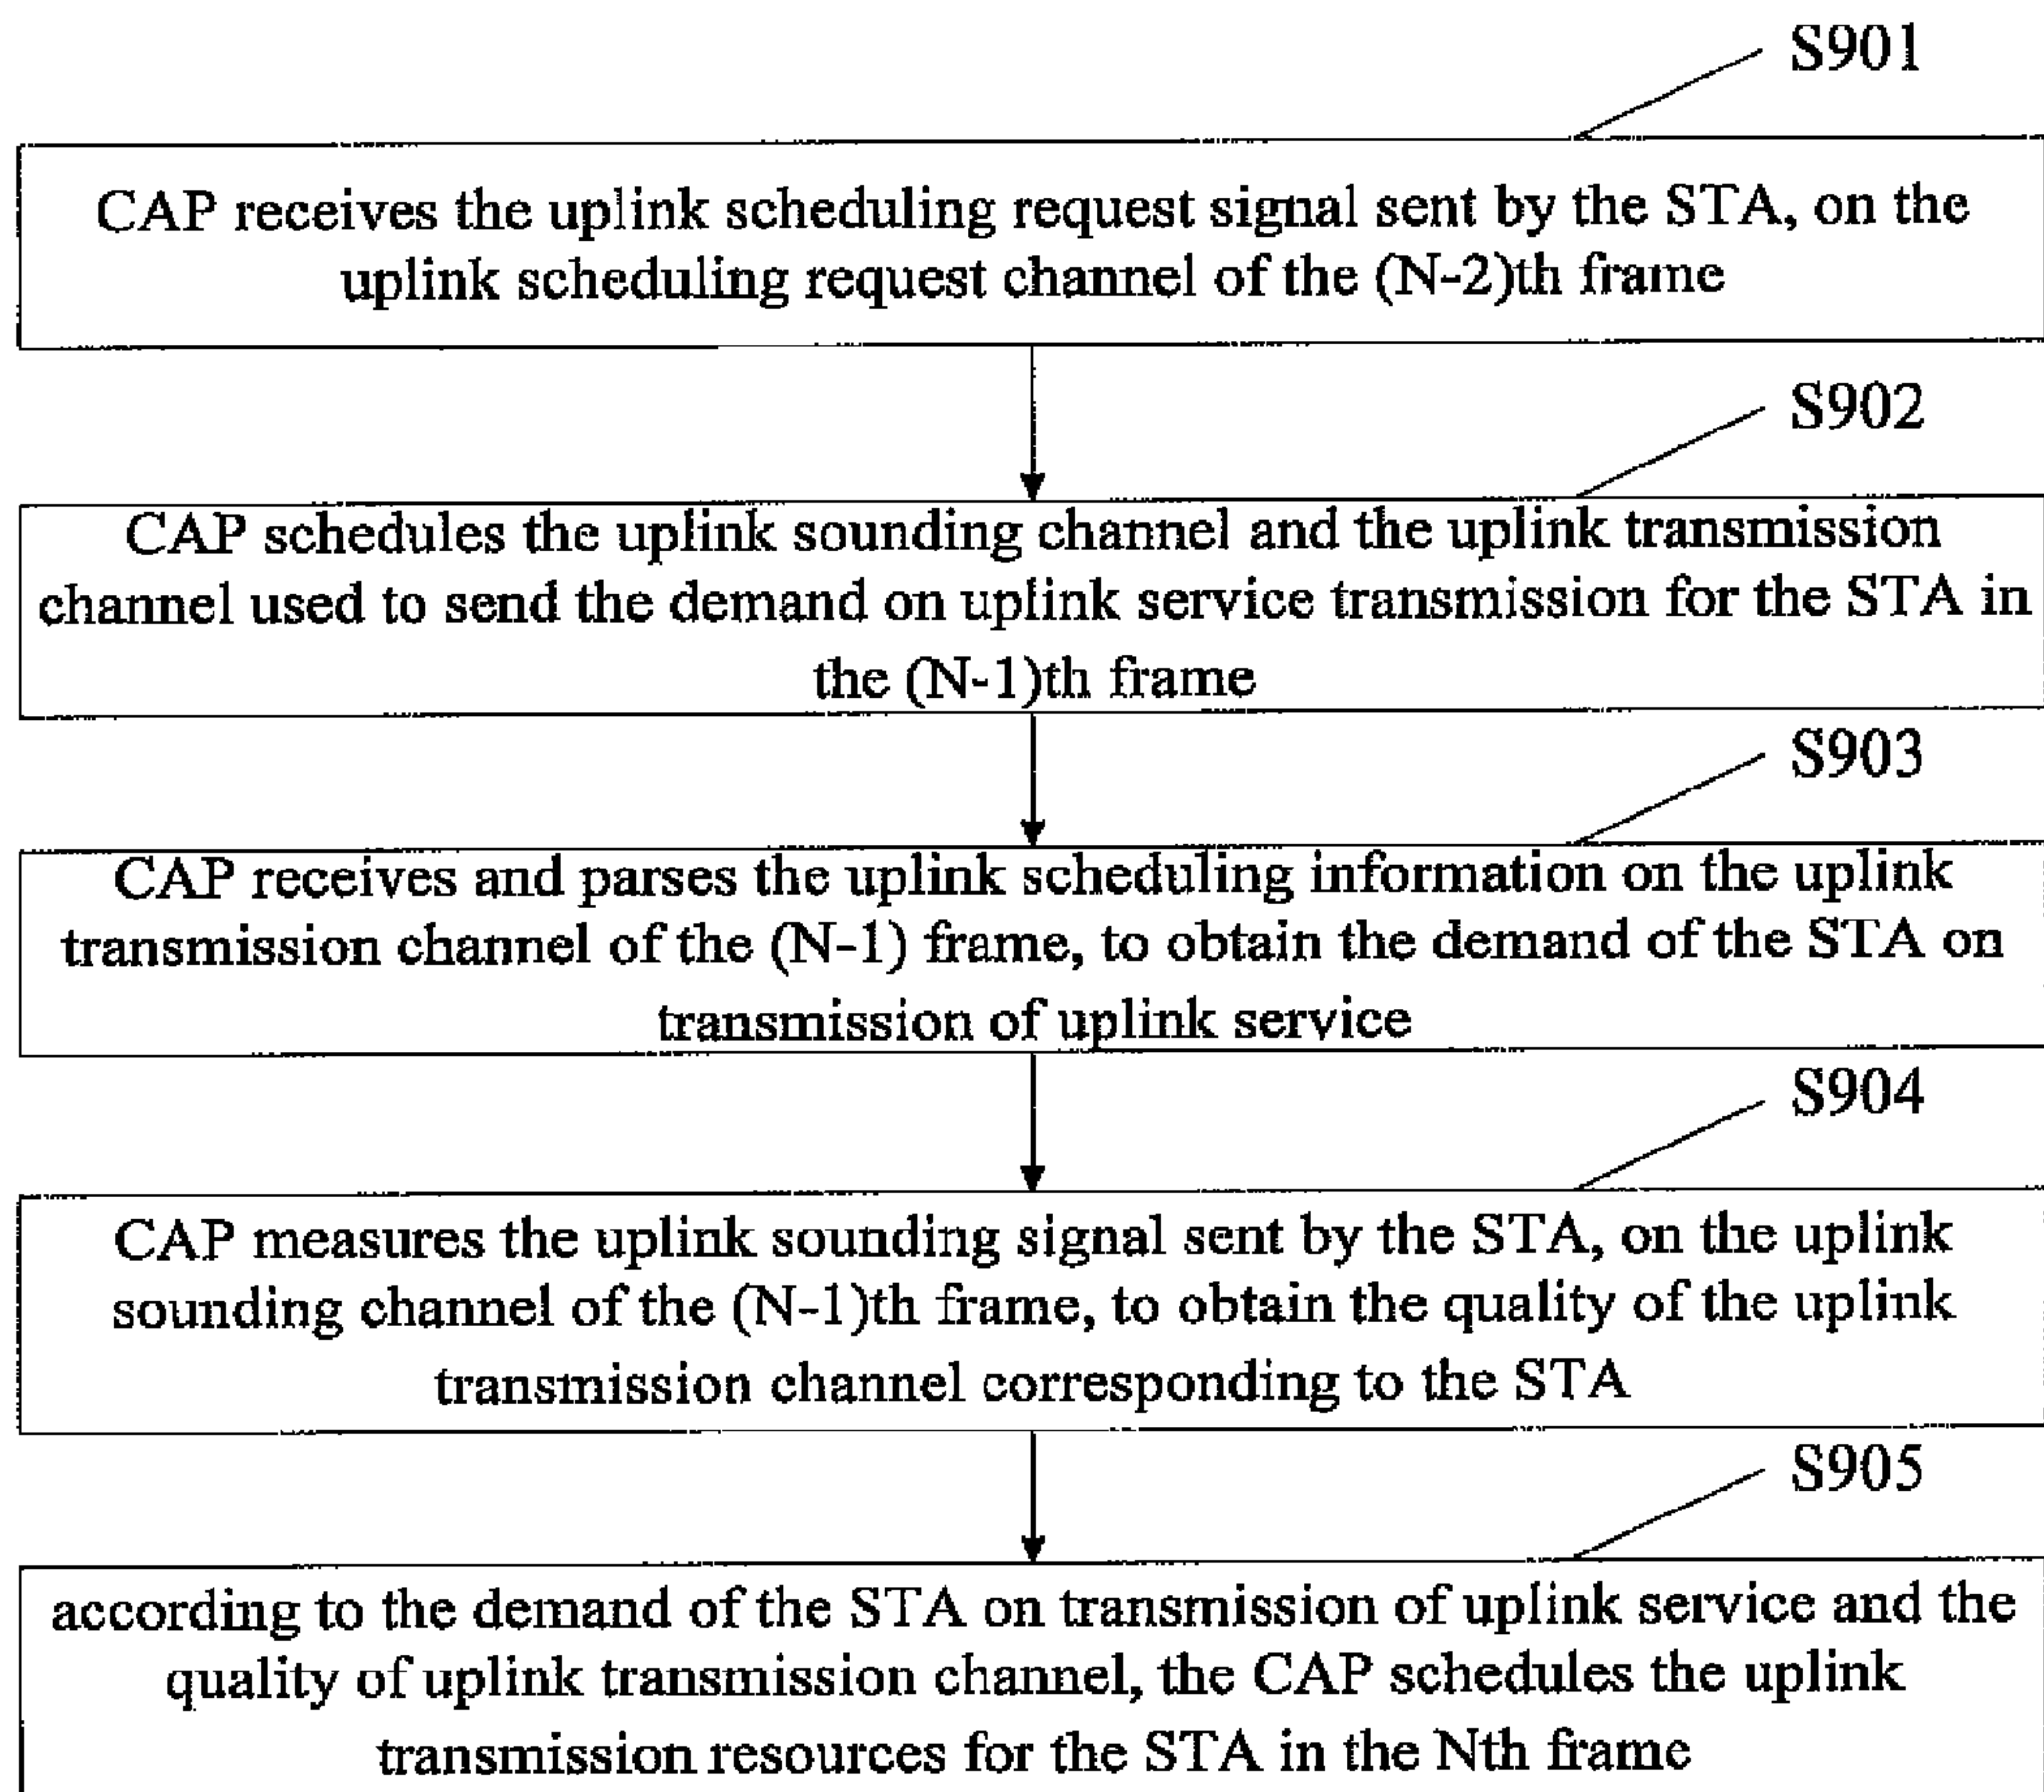 S901
CAP receives the uplink scheduling request signal sent by the STA, on the
uplink scheduling request channel of the (N-2)th frame
S902
CAP schedules the uplink sounding channel and the uplink transmission
channel used to send the demand on uplink service transmission for the STA in
the (N-1)th frame
S903
CAP receives and parses the uplink scheduling information on the uplink
transmission channel of the (N-1) frame, to obtain the demand of the STA on
transmission of uplink service
S904
CAP measures the uplink sounding signal sent by the STA, on the uplink
sounding channel of the (N-1)th frame, to obtain the quality of the uplink
transmission channel corresponding to the STA
S905
according to the demand of the STA on transmission of uplink service and the
quality of uplink transmission channel, the CAP schedules the uplink
transmission resources for the STA in the Nth frame